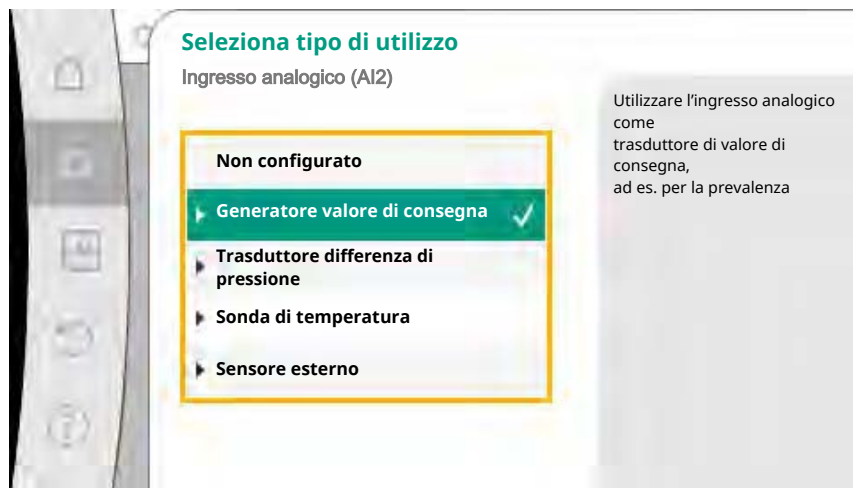 Seleziona tipo di utilizzo
Ingresso analogico (AI2)
Non configurato
Generatore valore di consegna
Trasduttore differenza di
pressione
Sonda di temperatura
Sensore esterno
Utilizzare l'ingresso analogico
come
trasduttore di valore di
consegna,
ad es. per la prevalenza